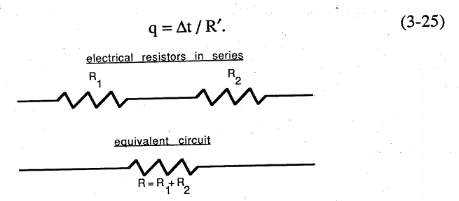 q = Δt / R′. (3-25)
electrical resistors in series
R₁ R₂
equivalent circuit
R = R₁ + R₂